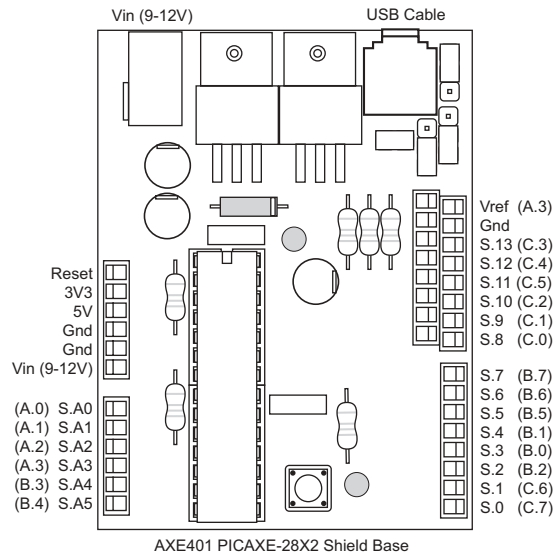 Vin (9-12V)
USB Cable
Reset
3V3
5V
Gnd
Gnd
Vin (9-12V)
(A.0) S.A0
(A.1) S.A1
(A.2) S.A2
(A.3) S.A3
(B.3) S.A4
(B.4) S.A5
Vref (A.3)
Gnd
S.13 (C.3)
S.12 (C.4)
S.11 (C.5)
S.10 (C.2)
S.9 (C.1)
S.8 (C.0)
S.7 (B.7)
S.6 (B.6)
S.5 (B.5)
S.4 (B.1)
S.3 (B.0)
S.2 (B.2)
S.1 (C.6)
S.0 (C.7)
AXE401 PICAXE-28X2 Shield Base